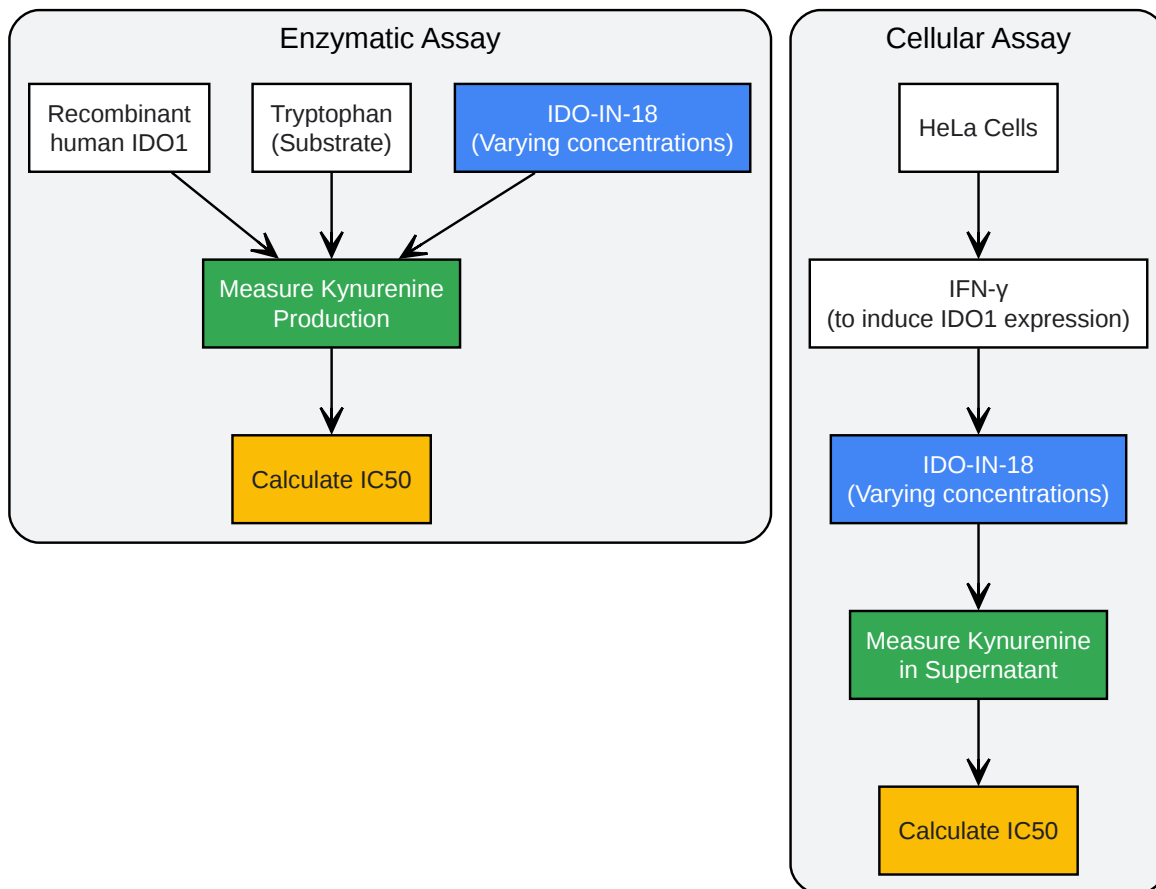 Enzymatic Assay
Recombinant
human IDO1
Tryptophan
(Substrate)
IDO-IN-18
(Varying concentrations)
Measure Kynurenine
Production
Calculate IC50
Cellular Assay
HeLa Cells
IFN-γ
(to induce IDO1 expression)
IDO-IN-18
(Varying concentrations)
Measure Kynurenine
in Supernatant
Calculate IC50